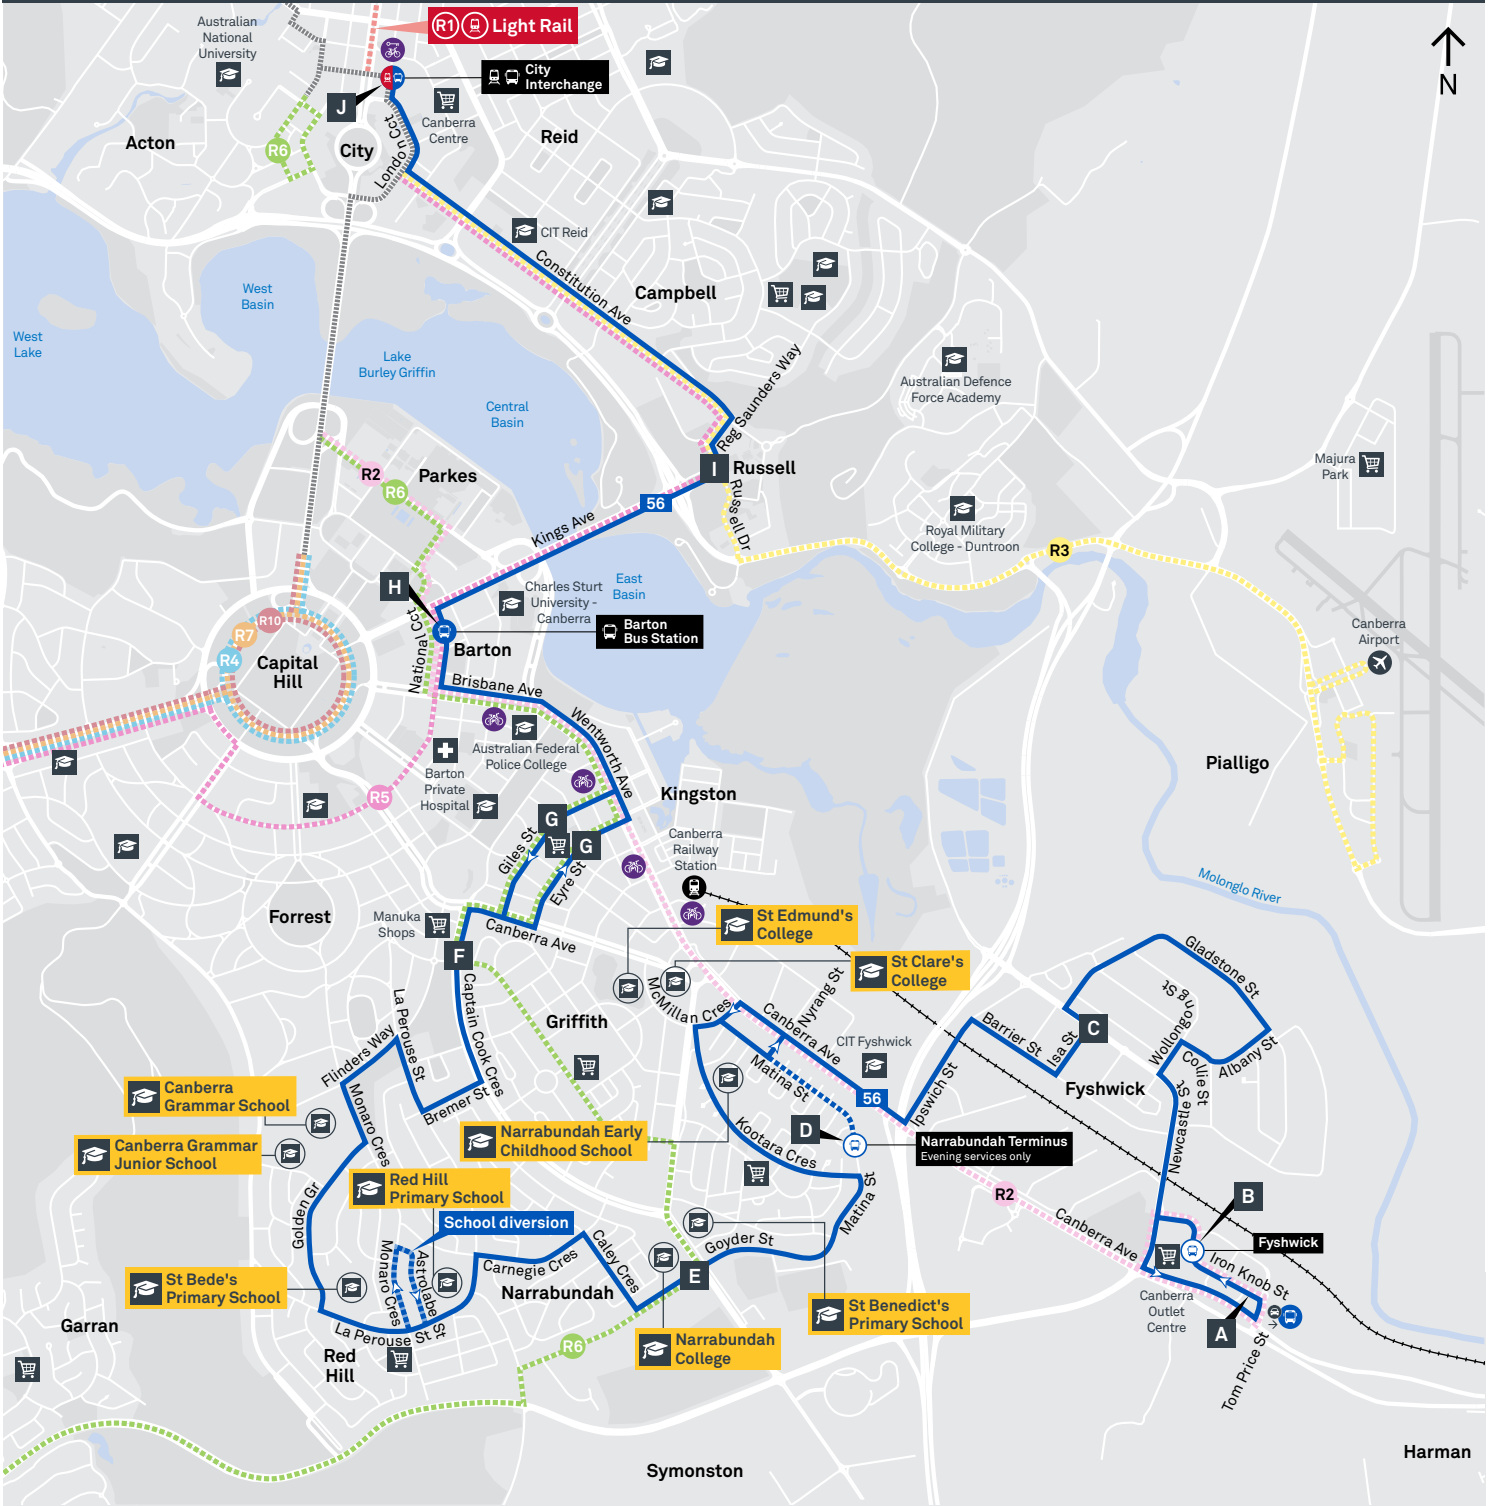 R1 Light Rail
Australian
National
University
City
Interchange
J
Canberra
Centre
Reid
Acton
R6
City
London Cct
CIT Reid
Constitution Ave
Campbell
West
Basin
West
Lake
Lake
Burley Griffin
Central
Basin
Reg Saunders Way
Australian Defence
Force Academy
N
Majura
Park
R2
R6
Parkes
I
Russell
56
Russell Dr
Kings Ave
Royal Military
College - Duntroon
R3
H
Charles Sturt
University -
Canberra
East
Basin
Barton
Bus Station
National Cct
Barton
R10
R7
R4
Capital
Hill
Canberra
Airport
Brisbane Ave
Wentworth Ave
Australian Federal
Police College
Barton
Private
Hospital
R5
Kingston
Pialligo
G
G
Giles St
Eyre St
Canberra
Railway
Station
Molonglo River
Forrest
Manuka
Shops
F
Canberra Ave
St Edmund's
College
St Clare's
College
Gladstone St
Captain Cook Cres
La Perouse St
Griffith
McMillan Cres
Nyrang St
Canberra Ave
CIT Fyshwick
Barrier St
Isa St
C
Wollongong St
Collie St
Albany St
Flinders Way
Monaro Cres
Bremer St
Matina St
56
Ipswich St
Fyshwick
Newcastle St
Canberra
Grammar School
Canberra Grammar
Junior School
Narrabundah Early
Childhood School
Kootara Cres
D
Narrabundah Terminus
Evening services only
Red Hill
Primary School
School diversion
Golden Gr
Monaro Cres
Astrolabe St
Carnegie Cres
Caley Cres
Goyder St
Matina St
R2
Canberra Ave
B
Fyshwick
Iron Knob St
St Bede's
Primary School
Narrabundah
E
Canberra
Outlet
Centre
A
Tom Price St
St Benedict's
Primary School
Garran
La Perouse St
Red
Hill
R6
Narrabundah
College
Symonston
Harman